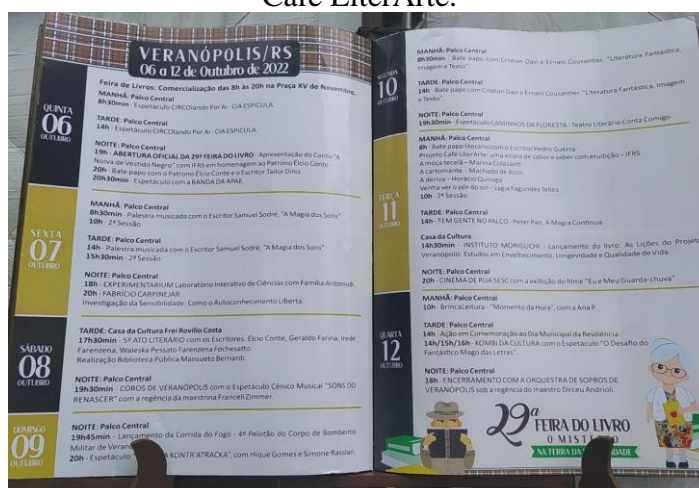 Café LiterArte.
VERANÓPOLIS/RS
06 a 12 de Outubro de 2022
Feira de Livros: Comercialização das 8h às 20h na Praça XV de Novembro.
QUINTA
06
OUTUBRO
MANHÃ: Palco Central
8h30min - Espetáculo CIRCOlando Por Aí - CIA ESPICULA
TARDE: Palco Central
14h - Espetáculo CIRCOlando Por Aí - CIA ESPICULA
NOITE: Palco Central
19h - ABERTURA OFICIAL DA 29ª FEIRA DO LIVRO - Apresentação do Conto "A
Noiva de Vestido Negro" com IFRS em homenagem ao Patrono Élcio Conte
20h - Bate papo com o Patrono Élcio Conte e o Escritor Tailor Diniz.
20h30min - Espetáculo com a BANDA DA APAE.
SEXTA
07
OUTUBRO
MANHÃ: Palco Central
8h30min - Palestra musicada com o Escritor Samuel Sodré, "A Magia dos Sons"
10h - 2ª Sessão
TARDE: Palco Central
14h - Palestra musicada com o Escritor Samuel Sodré, "A Magia dos Sons"
15h30min - 2ª Sessão
NOITE: Palco Central
18h - EXPERIMENTARIUM Laboratório Interativo de Ciências com Família Antoniolli.
20h - FABRÍCIO CARPINEJAR.
Investigação da Sensibilidade: Como o Autoconhecimento Liberta.
SÁBADO
08
OUTUBRO
TARDE: Casa da Cultura Frei Rovílio Costa
17h30min - 5º ATO LITERÁRIO com os Escritores: Élcio Conte, Geraldo Farina, Irede
Farenzena, Waleska Pessato Farenzena Fochesatto.
Realização Biblioteca Pública Mansueto Bernardi.
NOITE: Palco Central
19h30min - COROS DE VERANÓPOLIS com o Espetáculo Cênico Musical "SONS DO
RENASCER" com a regência da maestrina Franceli Zimmer.
DOMINGO
09
OUTUBRO
NOITE: Palco Central
19h45min - Lançamento da Corrida do Fogo - 4º Pelotão do Corpo de Bombeiros
Militar de
20h - Espetáculo KONTR'ATRACKA", com Hique Gomes e Simone Rasslan
SEGUNDA
10
OUTUBRO
MANHÃ: Palco Central
8h30min - Bate papo com Cristian Davi e Ernani Cousandier, "Literatura Fantástica,
Imagem e Texto"
TARDE: Palco Central
14h - Bate papo com Cristian Davi e Ernani Cousandier, "Literatura Fantástica, Imagem
e Texto".
NOITE: Palco Central
19h30min - Espetáculo CAMINHOS DA FLORESTA - Teatro Literário Conta Comigo
TERÇA
11
OUTUBRO
MANHÃ: Palco Central
8h - Bate papo literário com o Escritor Pedro Guerra
Projeto Café LiterArte: uma xícara de sabor e saber com erudição - IFRS
A moça tecelã - Marina Colasanti
A cartomante - Machado de Assis
A deriva - Horácio Quiroga
Venha ver o pôr do sol - Lygia Fagundes Telles
10h - 2ª Sessão
TARDE: Palco Central
14h - TEM GENTE NO PALCO - Peter Pan, A Magia Continua.
Casa da Cultura
14h30min - INSTITUTO MORIGUCHI - Lançamento do livro: As Lições do Projeto
Veranópolis: Estudos em Envelhecimento, Longevidade e Qualidade de Vida.
NOITE: Palco Central
20h - CINEMA DE RUA SESC com a exibição do filme "Eu e Meu Guarda-chuva".
QUARTA
12
OUTUBRO
MANHÃ: Palco Central
10h - BrincaLeitura - "Momento da Hora", com a Ana P.
TARDE: Palco Central
14h - Ação em Comemoração ao Dia Municipal da Resiliência.
14h/15h/16h - KOMBI DA CULTURA com o Espetáculo "O Desafio do
Fantástico Mago das Letras"
NOITE: Palco Central
18h - ENCERRAMENTO COM A ORQUESTRA DE SOPROS DE
VERANÓPOLIS sob a regência do maestro Dirceu Andrioli.
29ª
FEIRA DO LIVRO
O MISTÉRIO
NA TERRA DA